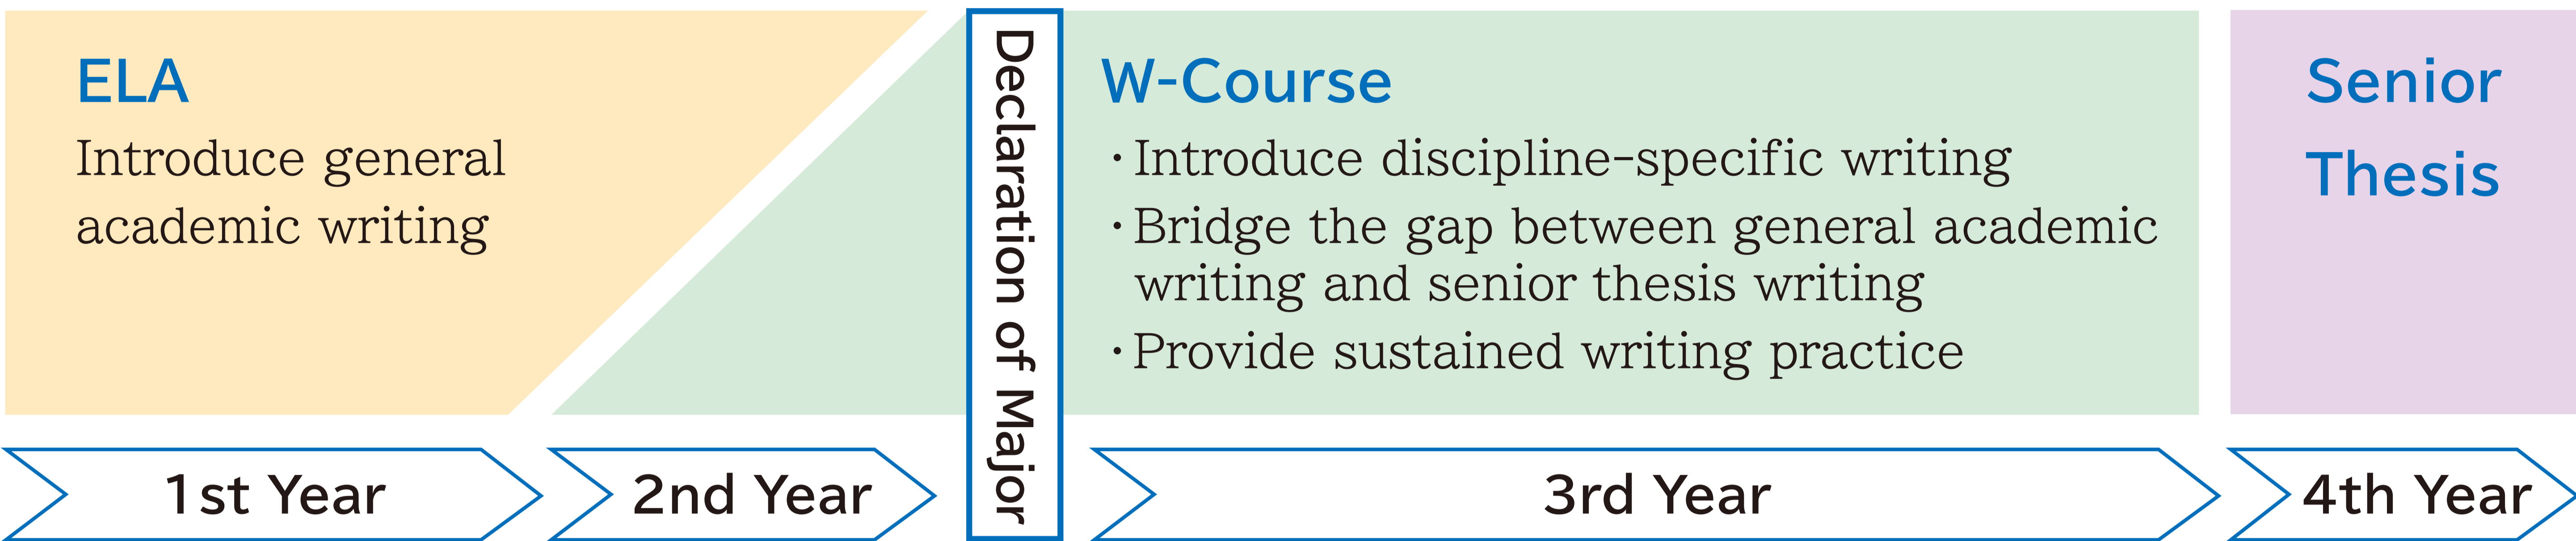 ELA
Introduce general
academic writing
Declaration of Major
W-Course
・Introduce discipline-specific writing
・Bridge the gap between general academic
writing and senior thesis writing
・Provide sustained writing practice
Senior
Thesis
1st Year
2nd Year
3rd Year
4th Year